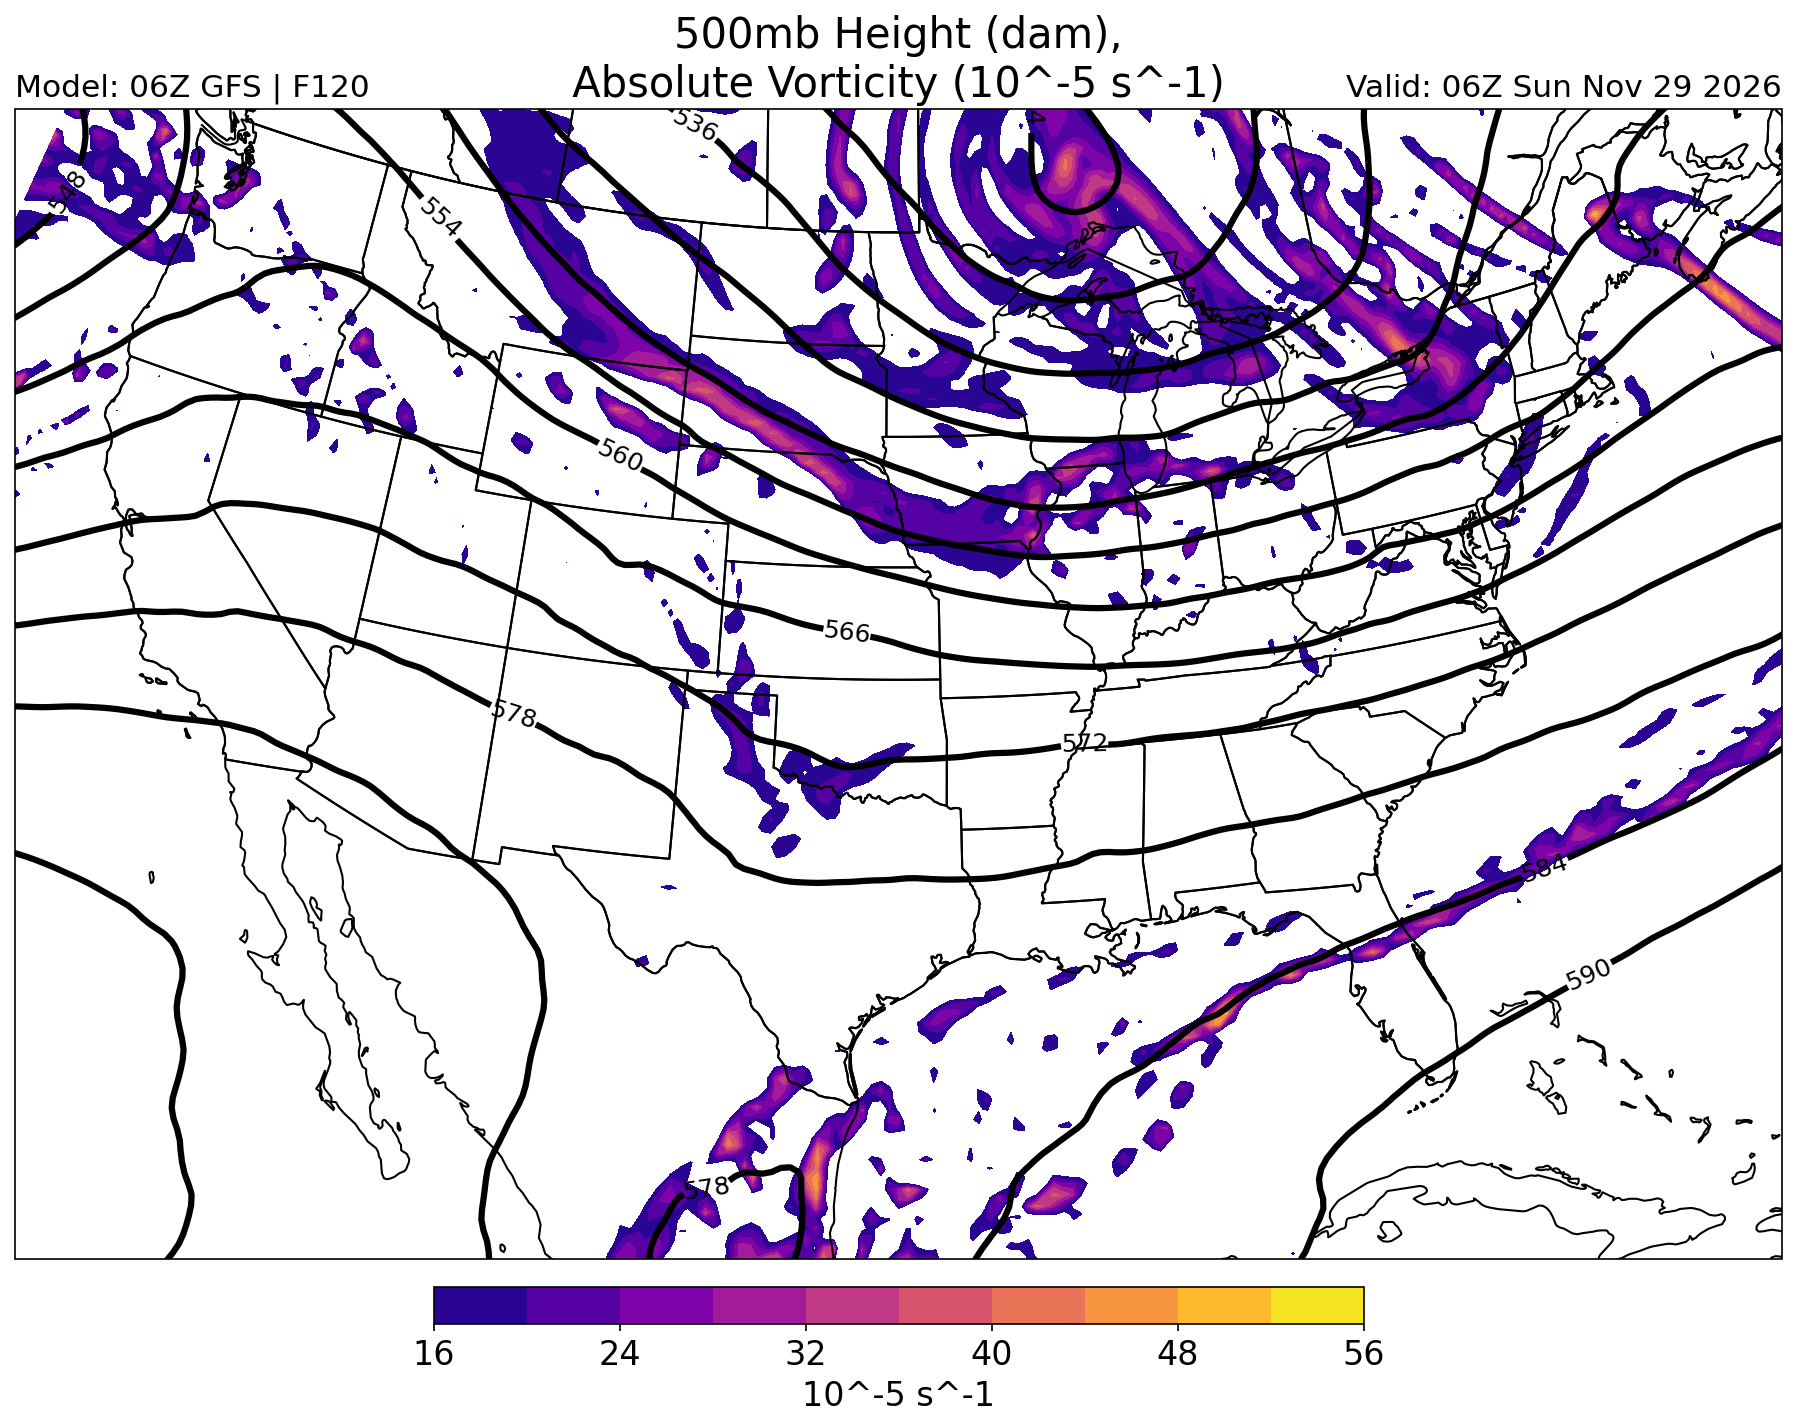 500mb Height (dam),
Absolute Vorticity (10^-5 s^-1)
Model: 06Z GFS | F120
Valid: 06Z Sun Nov 29 2026
536
548
554
560
566
578
572
584
590
578
16 24 32 40 48 56
10^-5 s^-1